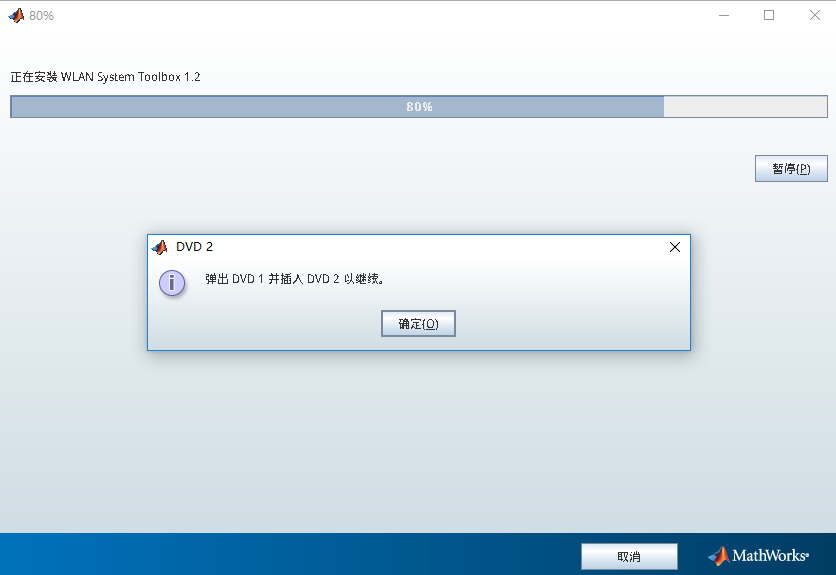 80%
正在安装 WLAN System Toolbox 1.2
80%
暂停(P)
DVD 2
弹出 DVD 1 并插入 DVD 2 以继续。
确定(O)
取消
MathWorks®